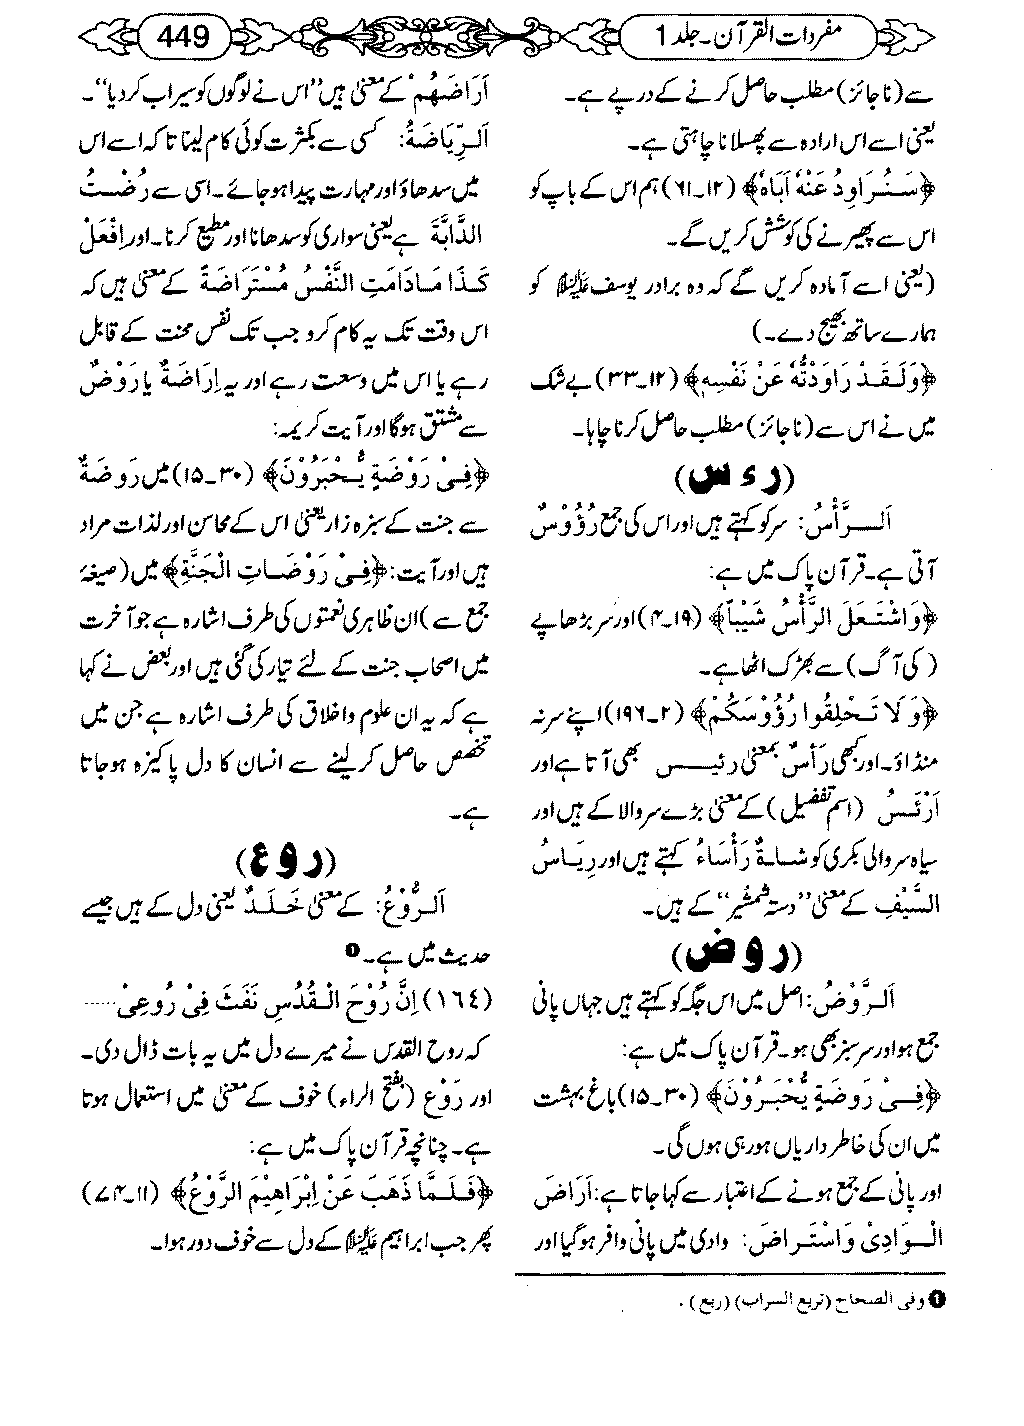 مفردات القرآن۔ جلد 1
449
سے (ناجائز) مطلب حاصل کرنے کے درپے ہے۔
یعنی اسے اس ارادہ سے پھسلانا چاہتی ہے۔
﴿سَنُرَاوِدُ عَنْهُ اَبَاهُ﴾ (۱۲۔۶۱) ہم اس کے باپ کو
اس سے پھیرنے کی کوشش کریں گے۔
(یعنی اسے آمادہ کریں گے کہ وہ برادر یوسف علیہ السلام کو
ہمارے ساتھ بھیج دے۔)
﴿وَلَقَدْ رَاوَدْتُّهٗ عَنْ نَّفْسِهٖ﴾ (۱۲۔۳۳) بے شک
میں نے اس سے (ناجائز) مطلب حاصل کرنا چاہا۔
(ر ء س)
اَلرَّأْسُ: سر کو کہتے ہیں اور اس کی جمع رُؤُوْسٌ
آتی ہے۔ قرآن پاک میں ہے:
﴿وَاشْتَعَلَ الرَّأْسُ شَيْبًا﴾ (۱۹۔۴) اور سر بڑھاپے
(کی آگ) سے بھڑک اٹھا ہے۔
﴿وَلَا تَحْلِقُوا رُؤُوْسَكُمْ﴾ (۲۔۱۹۶) اپنے سر نہ
منڈاؤ۔ اور کبھی رَأسٌ بمعنی رئیس بھی آتا ہے اور
اَرْئَسُ (اسم تفضیل) کے معنیٰ بڑے سر والا کے ہیں اور
سیاہ سر والی بکری کو شاۃٌ رَأْسَاءُ کہتے ہیں اور رِیَاسُ
السَّیْفِ کے معنی ’’دستہ شمشیر‘‘ کے ہیں۔
(ر و ض)
اَلرَّوْضُ: اصل میں اس جگہ کو کہتے ہیں جہاں پانی
جمع ہو اور سرسبز بھی ہو۔ قرآن پاک میں ہے:
﴿فِيْ رَوْضَةٍ يُّحْبَرُوْنَ﴾ (۳۰۔۱۵) باغ بہشت
میں ان کی خاطر داریاں ہو رہی ہوں گی۔
اور پانی کے جمع ہونے کے اعتبار سے کہا جاتا ہے: اَرَاضَ
الْوَادِیْ وَاسْتَرَاضَ: وادی میں پانی وافر ہو گیا اور
❶ وفی الصحاح (تریع السراب) (ریع) .
اَرَاضَهُمْ کے معنیٰ ہیں ’’اس نے لوگوں کو سیراب کر دیا‘‘۔
اَلرِّیَاضَۃُ: کسی سے بکثرت کوئی کام لینا تا کہ اسے اس
میں سدھاؤ اور مہارت پیدا ہو جائے۔ اسی سے رُضْتُ
الدَّابَّةَ ہے یعنی سواری کو سدھانا اور مطیع کرنا۔ اور اِفْعَلْ
كَذَا مَادَامَتِ النَّفْسُ مُسْتَرَاضَةً کے معنٰی ہیں کہ
اس وقت تک یہ کام کرو جب تک نفس محنت کے قابل
رہے یا اس میں وسعت رہے اور یہ اِرَاضَۃٌ یا رَوْضٌ
سے مشتق ہو گا اور آیت کریمہ:
﴿فِيْ رَوْضَةٍ يُّحْبَرُوْنَ﴾ (۳۰۔۱۵) میں رَوضَۃٌ
سے جنت کے سبزہ زار یعنی اس کے محاسن اور لذات مراد
ہیں اور آیت: ﴿فِيْ رَوْضَاتِ الْجَنَّةِ﴾ میں (صیغہ
جمع سے) ان ظاہری نعمتوں کی طرف اشارہ ہے جو آخرت
میں اصحاب جنت کے لئے تیار کی گئی ہیں اور بعض نے کہا
ہے کہ یہ ان علوم و اخلاق کی طرف اشارہ ہے جن میں
تخصص حاصل کر لینے سے انسان کا دل پاکیزہ ہو جاتا
ہے۔
(ر و ع)
اَلرُّوْعُ: کے معنیٰ خَلَدٌ یعنی دل کے ہیں جیسے
حدیث میں ہے۔ ❶
(١٦٤) اِنَّ رُوْحَ الْقُدُسِ نَفَثَ فِیْ رُوعِیْ .....
کہ روح القدس نے میرے دل میں یہ بات ڈال دی۔
اور رَوْع (بفتح الراء) خوف کے معنیٰ میں استعمال ہوتا
ہے۔ چنانچہ قرآن پاک میں ہے:
﴿فَلَمَّا ذَهَبَ عَنْ اِبْرَاهِيْمَ الرَّوْعُ﴾ (۱۱۔۷۴)
پھر جب ابراہیم علیہ السلام کے دل سے خوف دور ہوا۔